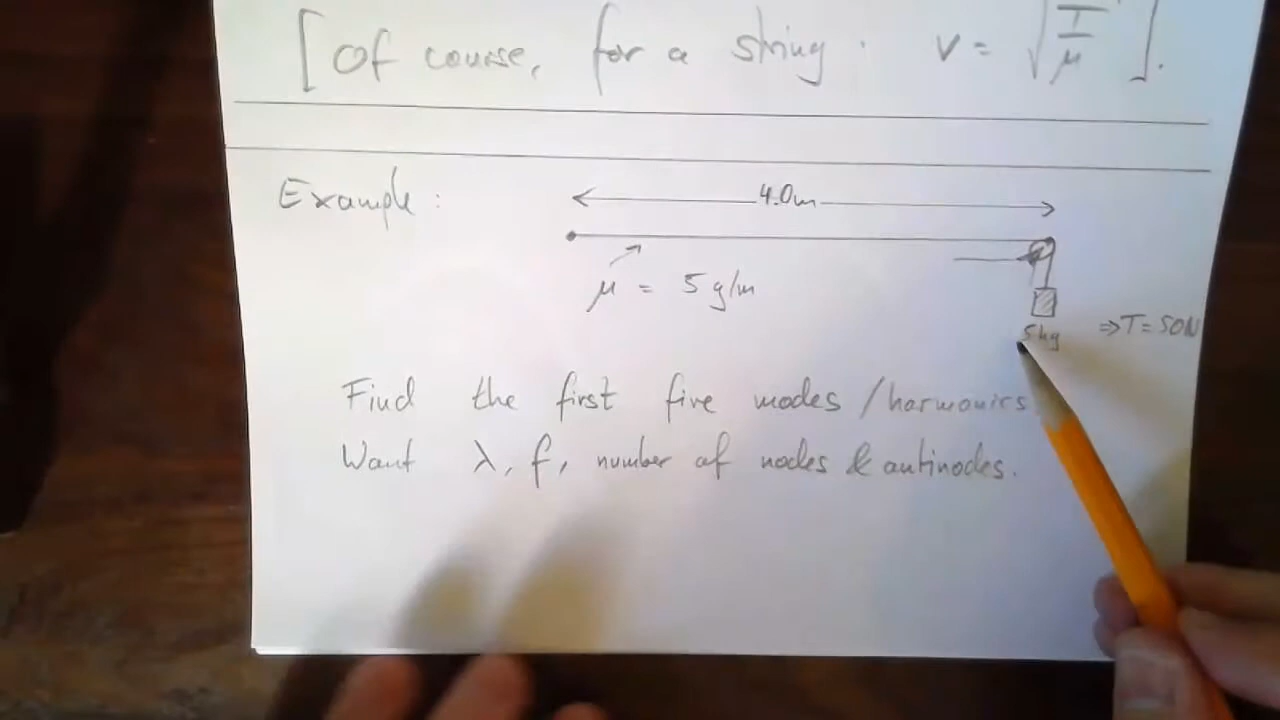 [Of course, for a string : v = √T/μ ].
Example :
4.0m
μ = 5 g/m
5kg ⇒ T = 50N
Find the first five modes / harmonics
Want λ, f, number of nodes & antinodes.